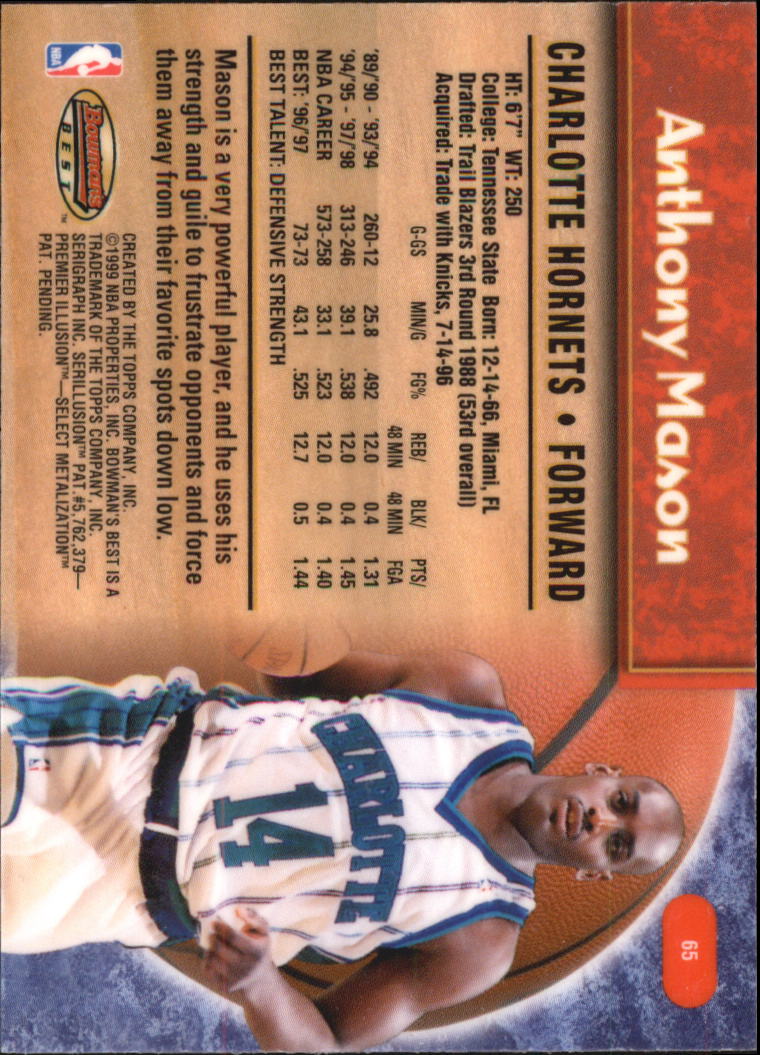 Anthony Mason
65
CHARLOTTE HORNETS • FORWARD
HT: 6'7" WT: 250
College: Tennessee State Born: 12-14-66, Miami, FL
Drafted: Trail Blazers 3rd Round 1988 (53rd overall)
Acquired: Trade with Knicks, 7-14-96
REB/ BLK/ PTS/
G-GS MIN/G FG% 48 MIN 48 MIN FGA
'89/'90 - '93/'94 260-12 25.8 .492 12.0 0.4 1.31
'94/'95 - '97/'98 313-246 39.1 .538 12.0 0.4 1.45
NBA CAREER 573-258 33.1 .523 12.0 0.4 1.40
BEST: '96/'97 73-73 43.1 .525 12.7 0.5 1.44
BEST TALENT: DEFENSIVE STRENGTH
Mason is a very powerful player, and he uses his
strength and guile to frustrate opponents and force
them away from their favorite spots down low.
NBA
Bowman's
BEST™
CREATED BY THE TOPPS COMPANY, INC.
©1999 NBA PROPERTIES, INC. BOWMAN'S BEST IS A
TRADEMARK OF THE TOPPS COMPANY, INC.
SERIGRAPH INC. SERILLUSION™ PAT. #5,762,379—
PREMIER ILLUSION™—SELECT METALIZATION™
PAT. PENDING.
CHARLOTTE
14